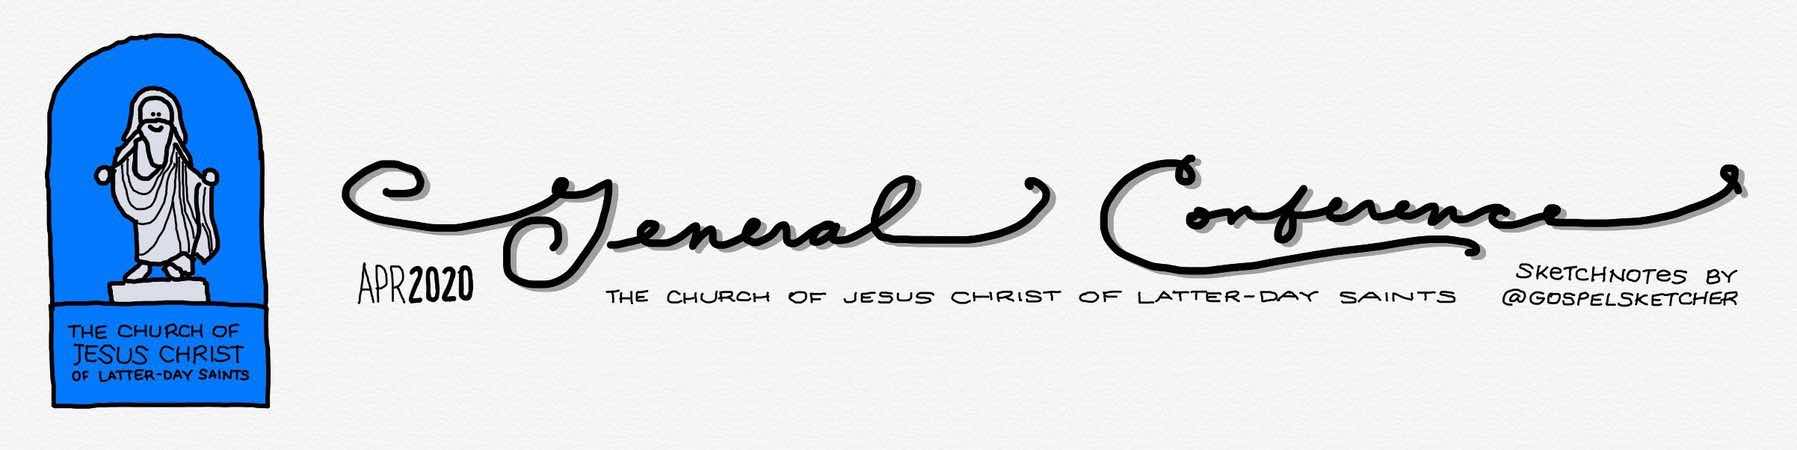 THE CHURCH OF
JESUS CHRIST
OF LATTER-DAY SAINTS
General Conference
APR2020
THE CHURCH OF JESUS CHRIST OF LATTER-DAY SAINTS
SKETCHNOTES BY
@GOSPELSKETCHER